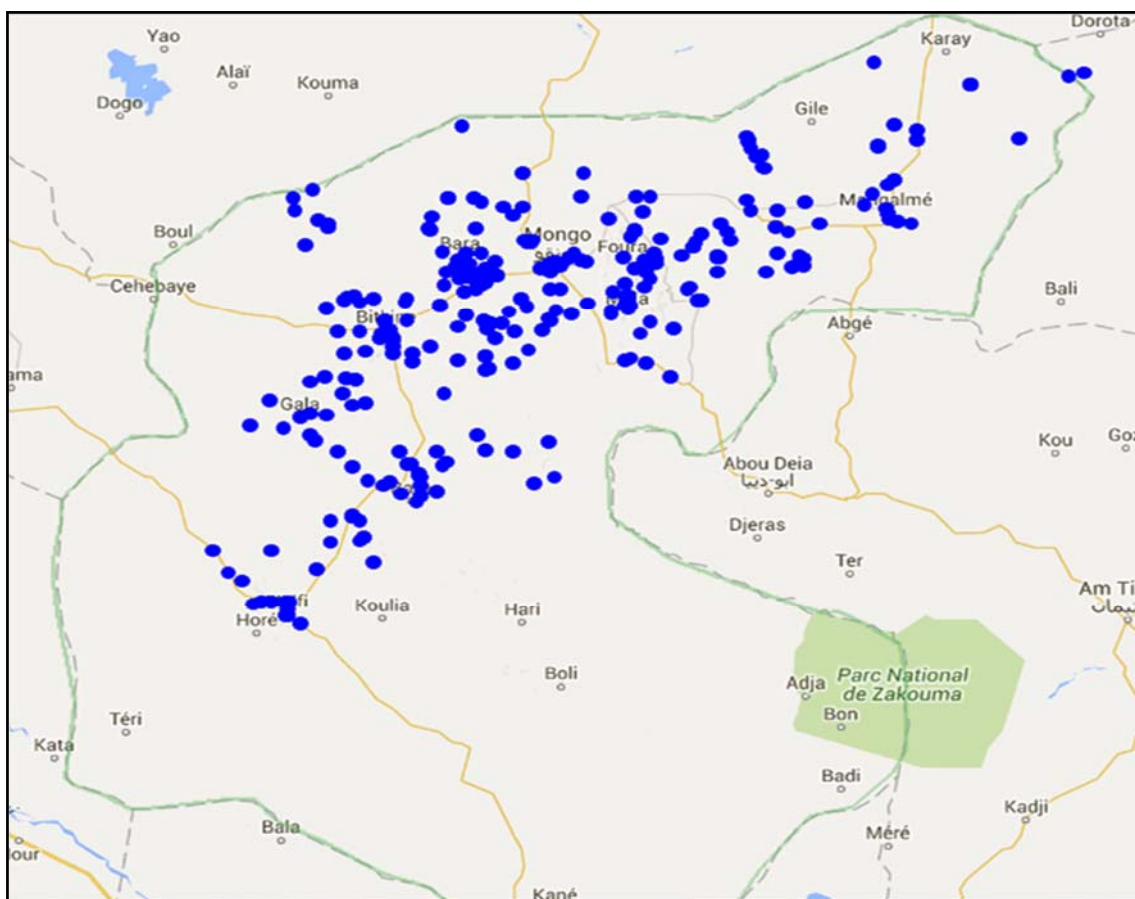 Dorota
Yao
Karay
Alaï
Kouma
Dogo
Gile
Mangalmé
Boul
Bara
Mongo
Foura
Cehebaye
Bali
Abgé
Gala
Kou
Abou Deia
ابو-دييا
Djeras
Ter
Am Ti
Koulia
Hari
Horé
Boli
Parc National
de Zakouma
Adja
Bon
Téri
Kata
Badi
Kadji
Bala
Méré
Kané